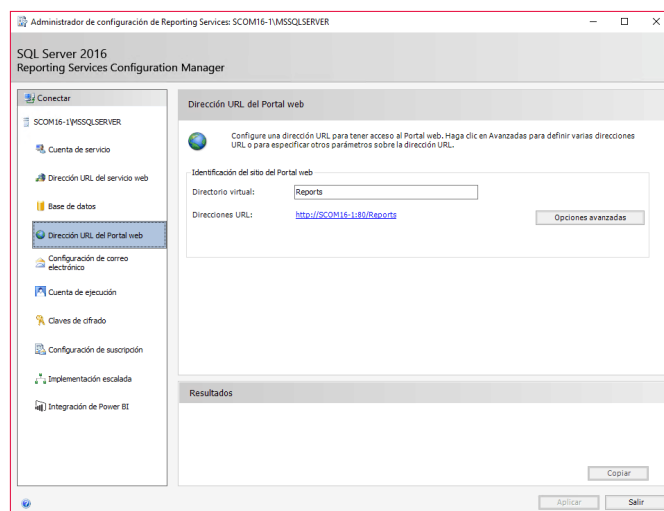 Administrador de configuración de Reporting Services: SCOM16-1\MSSQLSERVER
SQL Server 2016
Reporting Services Configuration Manager
Conectar
SCOM16-1\MSSQLSERVER
Cuenta de servicio
Dirección URL del servicio web
Base de datos
Dirección URL del Portal web
Configuración de correo
electrónico
Cuenta de ejecución
Claves de cifrado
Configuración de suscripción
Implementación escalada
Integración de Power BI
Dirección URL del Portal web
Configure una dirección URL para tener acceso al Portal web. Haga clic en Avanzadas para definir varias direcciones
URL o para especificar otros parámetros sobre la dirección URL.
Identificación del sitio del Portal web
Directorio virtual: Reports
Direcciones URL: http://SCOM16-1:80/Reports Opciones avanzadas
Resultados
Copiar
Aplicar Salir